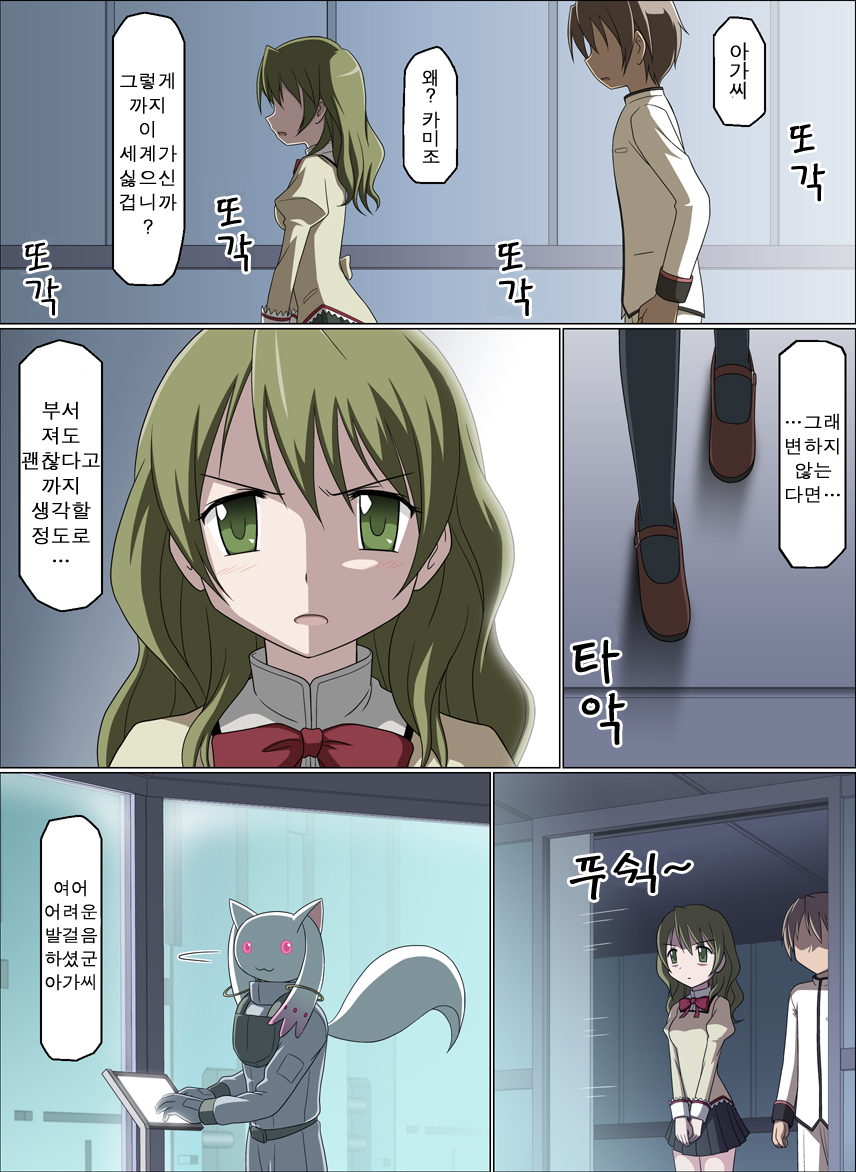 아가씨
왜? 카미조
그렇게
까지
이
세계가
싫으신
겁니까
?
또각
또각
또각
또각
…그래
변하지
않는
다면…
타악
부서
져도
괜찮다고
까지
생각할
정도로
…
푸쉭~
여어
어려운
발걸음
하셨군
아가씨